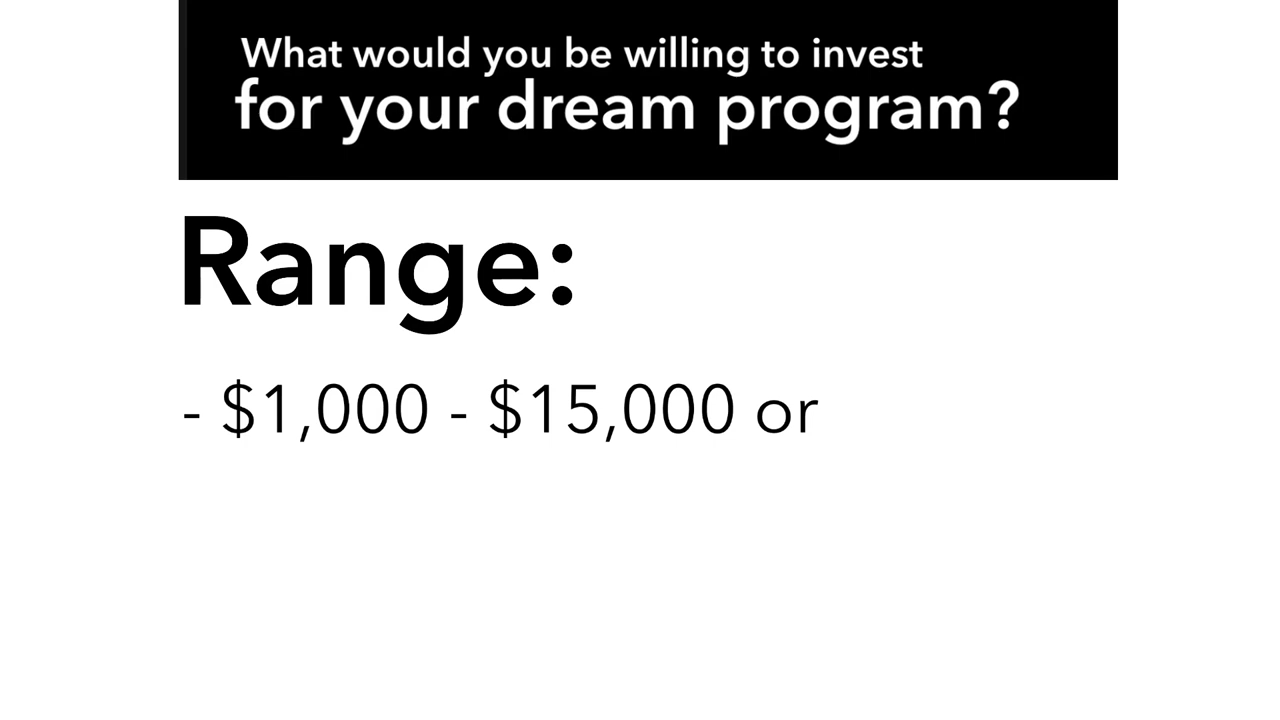 What would you be willing to invest
for your dream program?
Range:
- $1,000 - $15,000 or